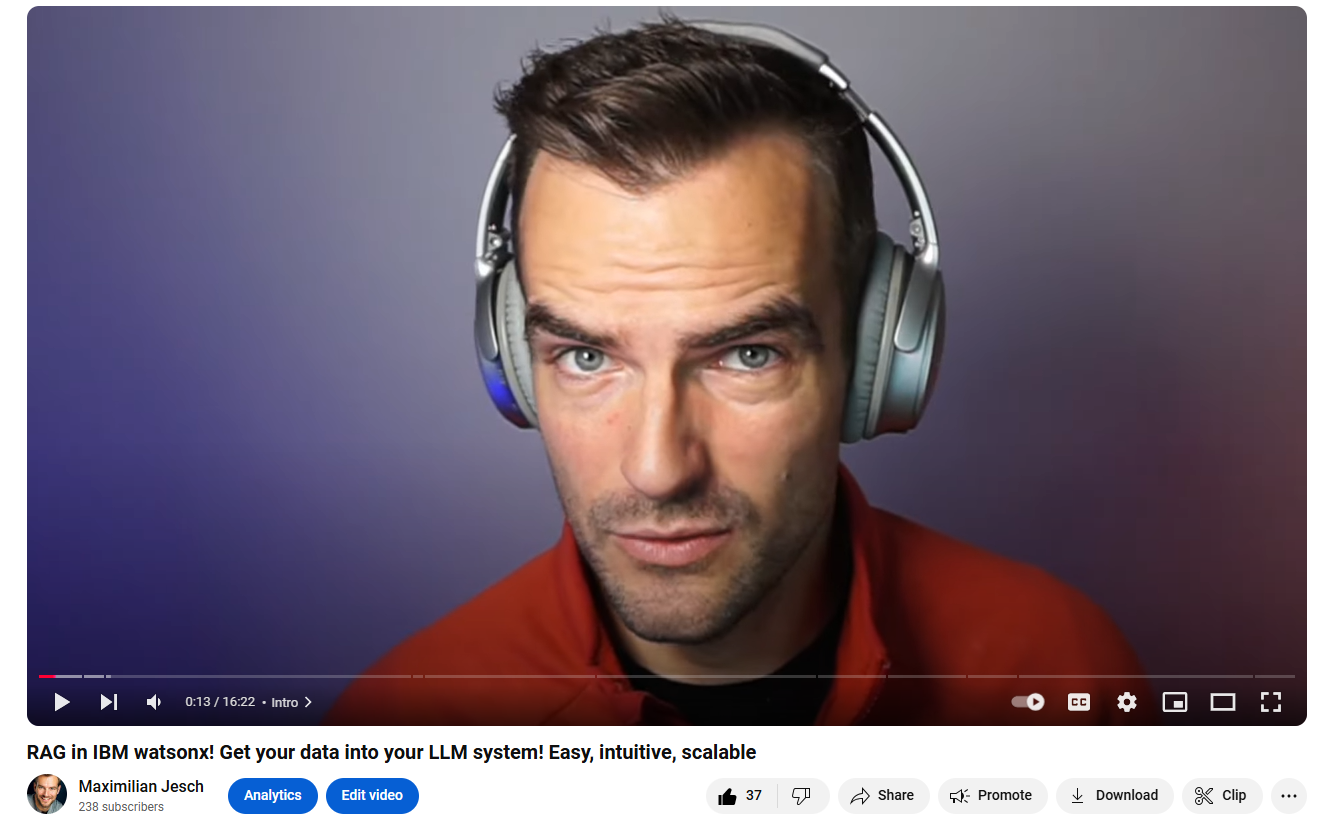 0:13 / 16:22 • Intro
CC
RAG in IBM watsonx! Get your data into your LLM system! Easy, intuitive, scalable
Maximilian Jesch
238 subscribers
Analytics
Edit video
37
Share
Promote
Download
Clip